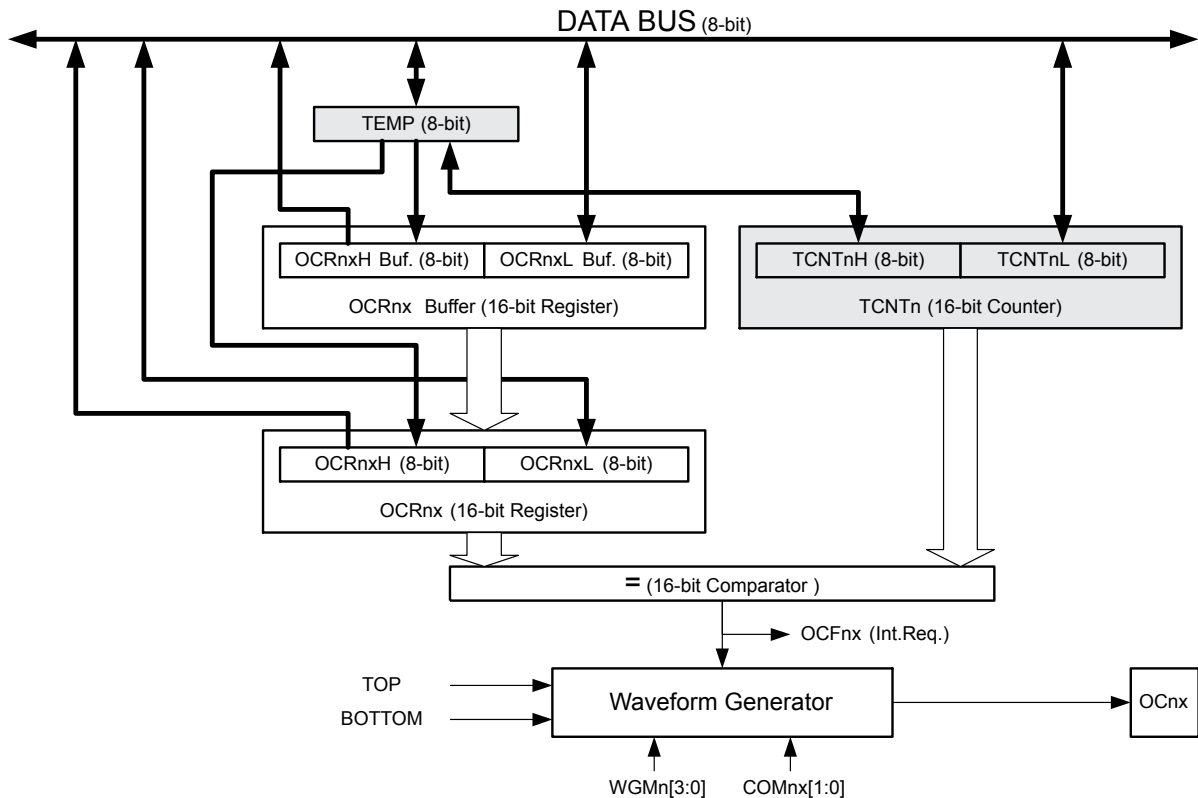 DATA BUS (8-bit)
TEMP (8-bit)
OCRnxH Buf. (8-bit)
OCRnxL Buf. (8-bit)
TCNTnH (8-bit)
TCNTnL (8-bit)
OCRnx Buffer (16-bit Register)
TCNTn (16-bit Counter)
OCRnxH (8-bit)
OCRnxL (8-bit)
OCRnx (16-bit Register)
= (16-bit Comparator )
OCFnx (Int.Req.)
TOP
BOTTOM
Waveform Generator
OCnx
WGMn[3:0]
COMnx[1:0]